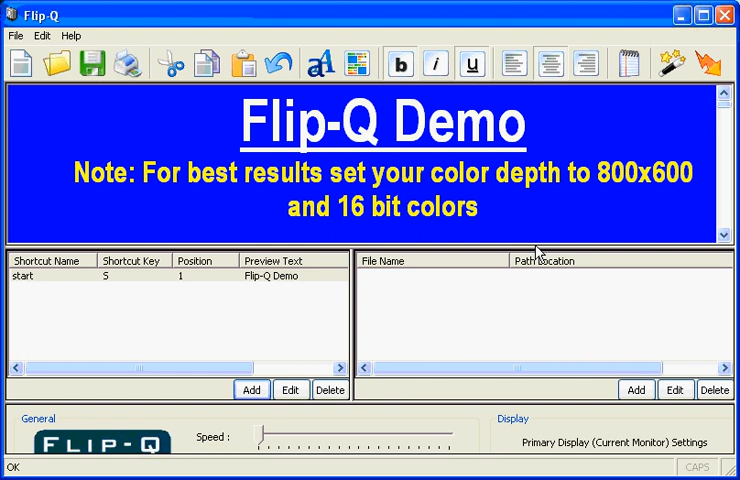 Flip-Q
File Edit Help
b i u
Flip-Q Demo
Note: For best results set your color depth to 800x600
and 16 bit colors
Shortcut Name Shortcut Key Position Preview Text
start S 1 Flip-Q Demo
File Name Path Location
Add Edit Delete
Add Edit Delete
General
FLIP-Q
Speed :
Display
Primary Display (Current Monitor) Settings
OK
CAPS